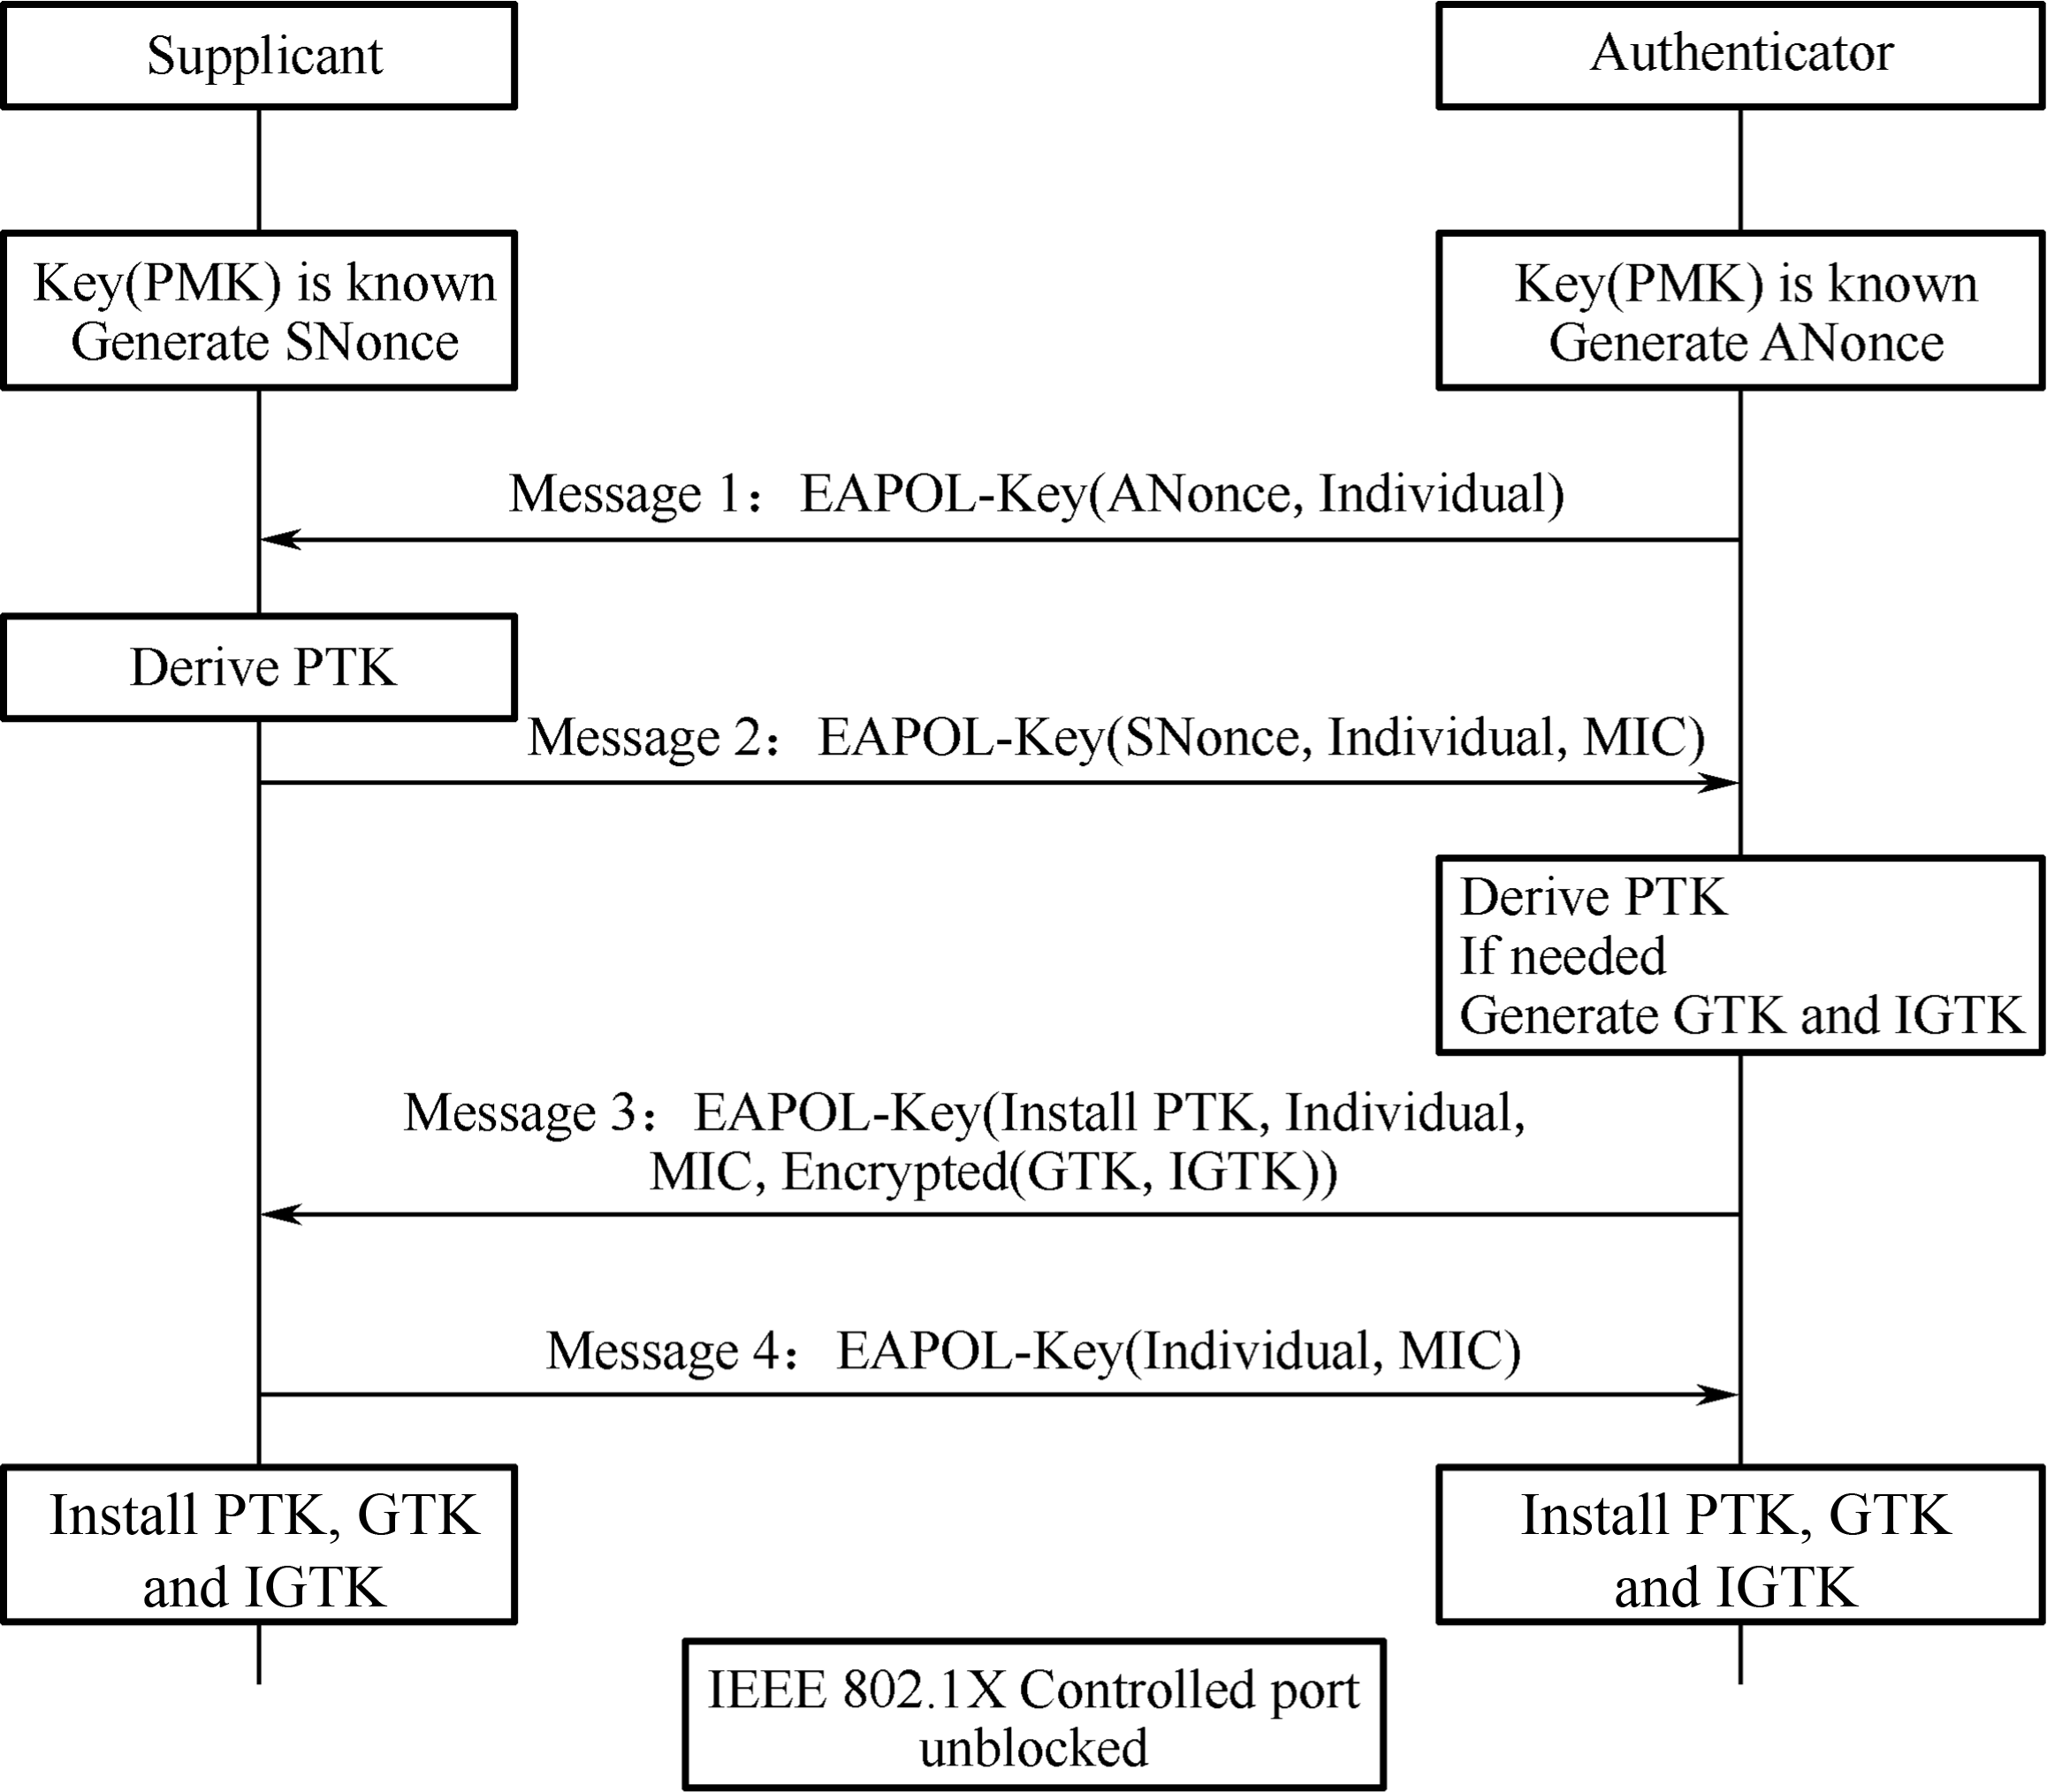 Supplicant
Authenticator
Key(PMK) is known
Generate SNonce
Key(PMK) is known
Generate ANonce
Message 1：EAPOL-Key(ANonce, Individual)
Derive PTK
Message 2：EAPOL-Key(SNonce, Individual, MIC)
Derive PTK
If needed
Generate GTK and IGTK
Message 3：EAPOL-Key(Install PTK, Individual,
MIC, Encrypted(GTK, IGTK))
Message 4：EAPOL-Key(Individual, MIC)
Install PTK, GTK
and IGTK
Install PTK, GTK
and IGTK
IEEE 802.1X Controlled port
unblocked